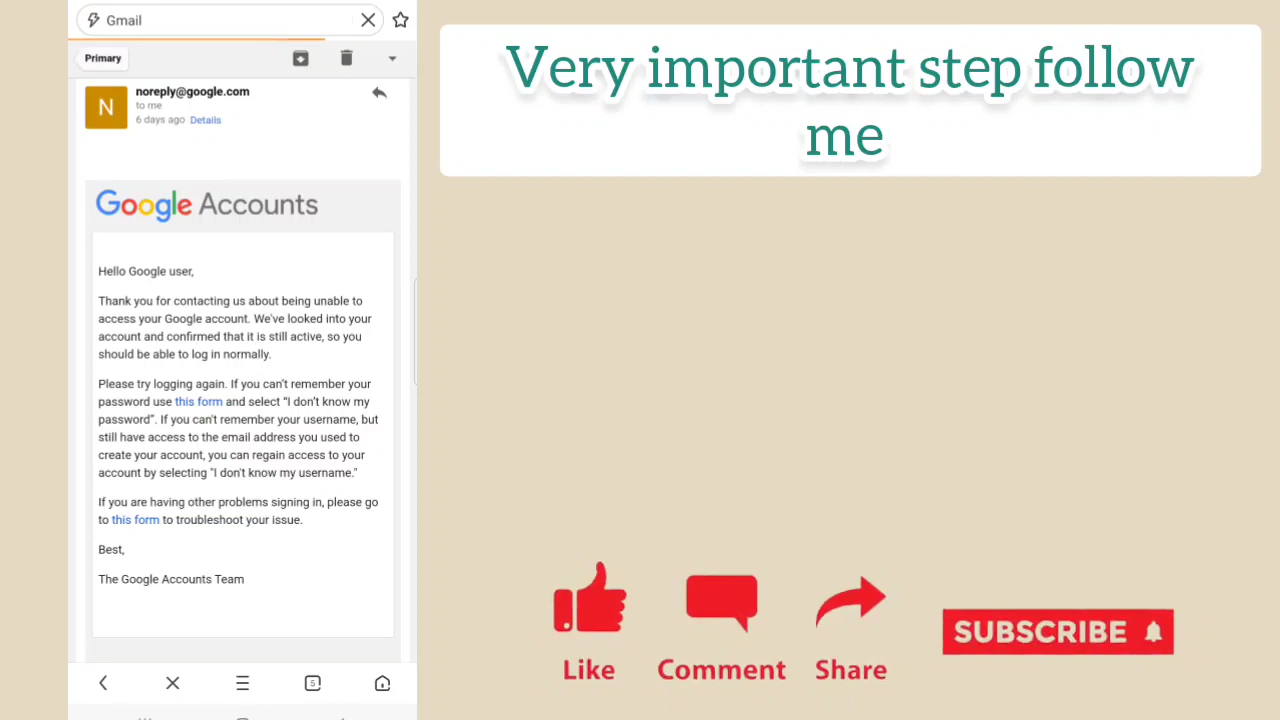 Gmail
Primary
noreply@google.com
to me
6 days ago Details
N
Google Accounts
Hello Google user,
Thank you for contacting us about being unable to
access your Google account. We've looked into your
account and confirmed that it is still active, so you
should be able to log in normally.
Please try logging again. If you can't remember your
password use this form and select “I don't know my
password”. If you can't remember your username, but
still have access to the email address you used to
create your account, you can regain access to your
account by selecting "I don't know my username."
If you are having other problems signing in, please go
to this form to troubleshoot your issue.
Best,
The Google Accounts Team
5
Very important step follow
me
Like
Comment
Share
SUBSCRIBE